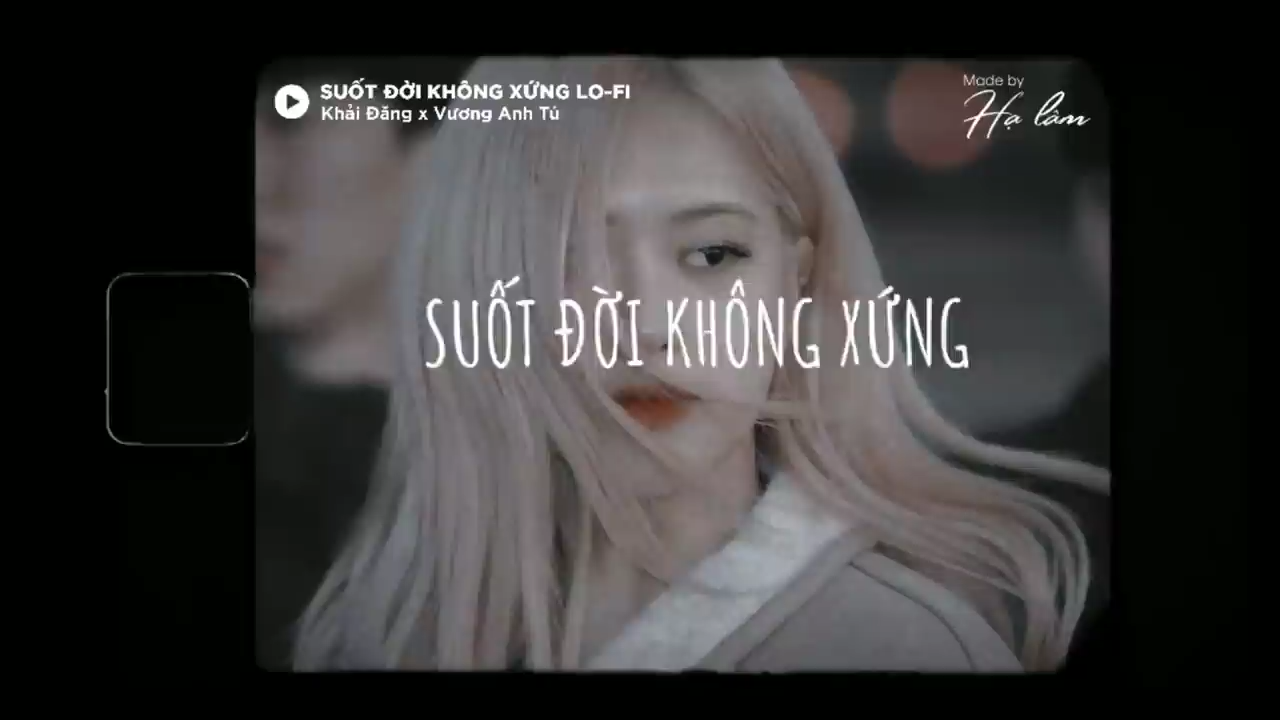 SUỐT ĐỜI KHÔNG XỨNG LO-FI
Khải Đăng x Vương Anh Tú
Made by
Hạ lâm
SUỐT ĐỜI KHÔNG XỨNG